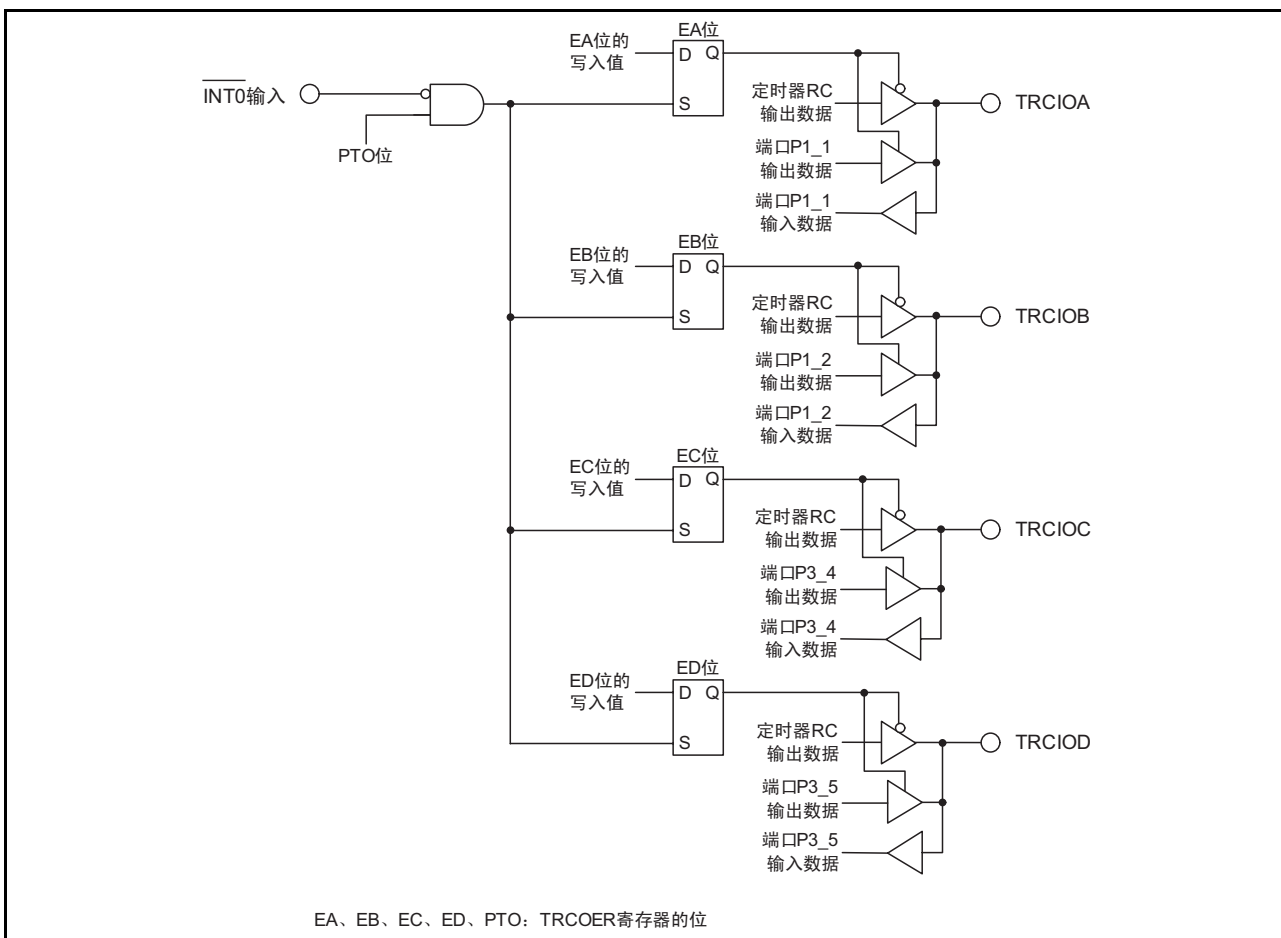 INT0输入
PTO位
EA位的
写入值
EA位
D Q
S
定时器RC
输出数据
端口P1_1
输出数据
端口P1_1
输入数据
TRCIOA
EB位的
写入值
EB位
D Q
S
定时器RC
输出数据
端口P1_2
输出数据
端口P1_2
输入数据
TRCIOB
EC位的
写入值
EC位
D Q
S
定时器RC
输出数据
端口P3_4
输出数据
端口P3_4
输入数据
TRCIOC
ED位的
写入值
ED位
D Q
S
定时器RC
输出数据
端口P3_5
输出数据
端口P3_5
输入数据
TRCIOD
EA、EB、EC、ED、PTO：TRCOER寄存器的位